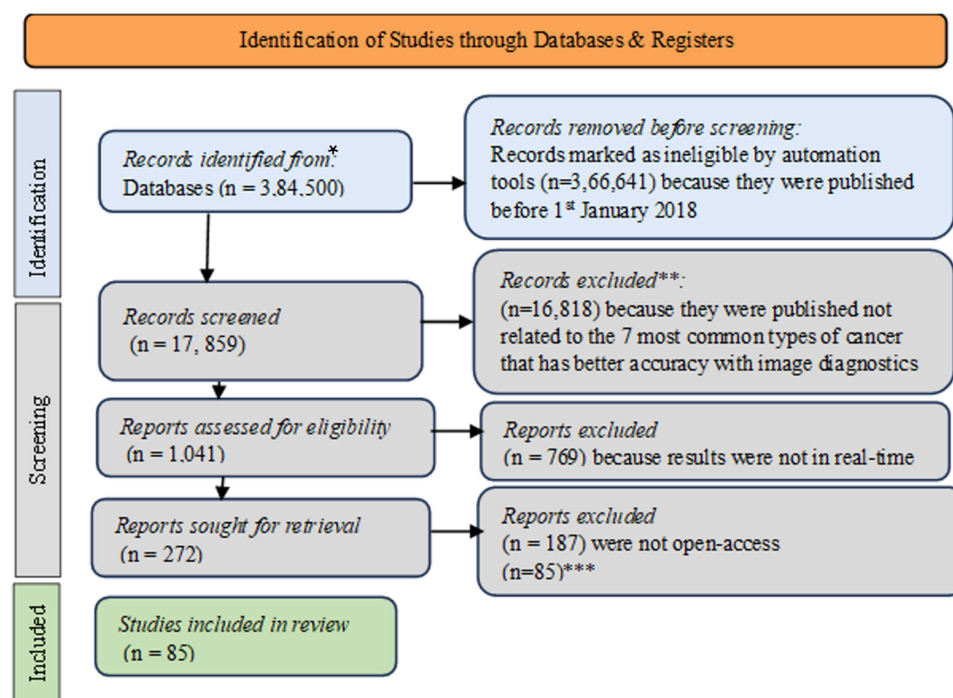 Identification of Studies through Databases & Registers
Identification
Records identified from:*
Databases (n = 3,84,500)
Records removed before screening:
Records marked as ineligible by automation
tools (n=3,66,641) because they were published
before 1st January 2018
Screening
Records screened
(n = 17, 859)
Records excluded**:
(n=16,818) because they were published not
related to the 7 most common types of cancer
that has better accuracy with image diagnostics
Reports assessed for eligibility
(n = 1,041)
Reports excluded
(n = 769) because results were not in real-time
Reports sought for retrieval
(n = 272)
Reports excluded
(n = 187) were not open-access
(n=85)***
Included
Studies included in review
(n = 85)